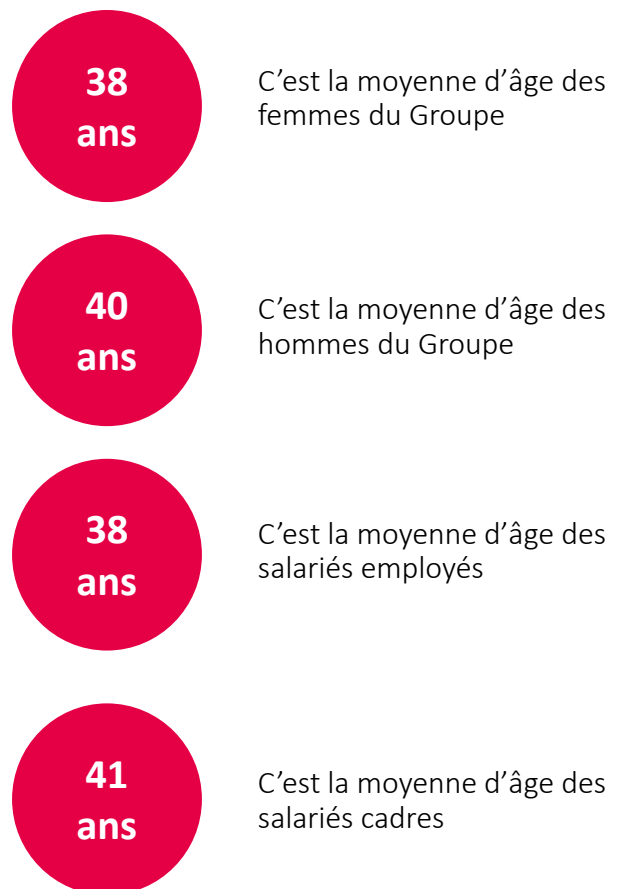 38
ans
C’est la moyenne d’âge des
femmes du Groupe
40
ans
C’est la moyenne d’âge des
hommes du Groupe
38
ans
C’est la moyenne d’âge des
salariés employés
41
ans
C’est la moyenne d’âge des
salariés cadres